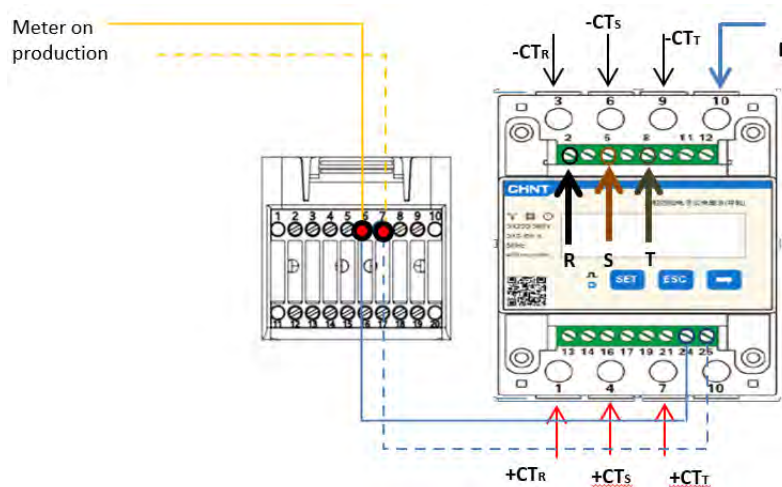 Meter on
production
-CTR
-CTS
-CTT
3 6 9 10
2 5 8 11 12
CHNT
R S T
SET ESC
13 14 16 17 19 21 24 25
1 4 7 10
+CTR +CTS +CTT
1 2 3 4 5 6 7 8 9 10
11 12 13 14 15 16 17 18 19 20